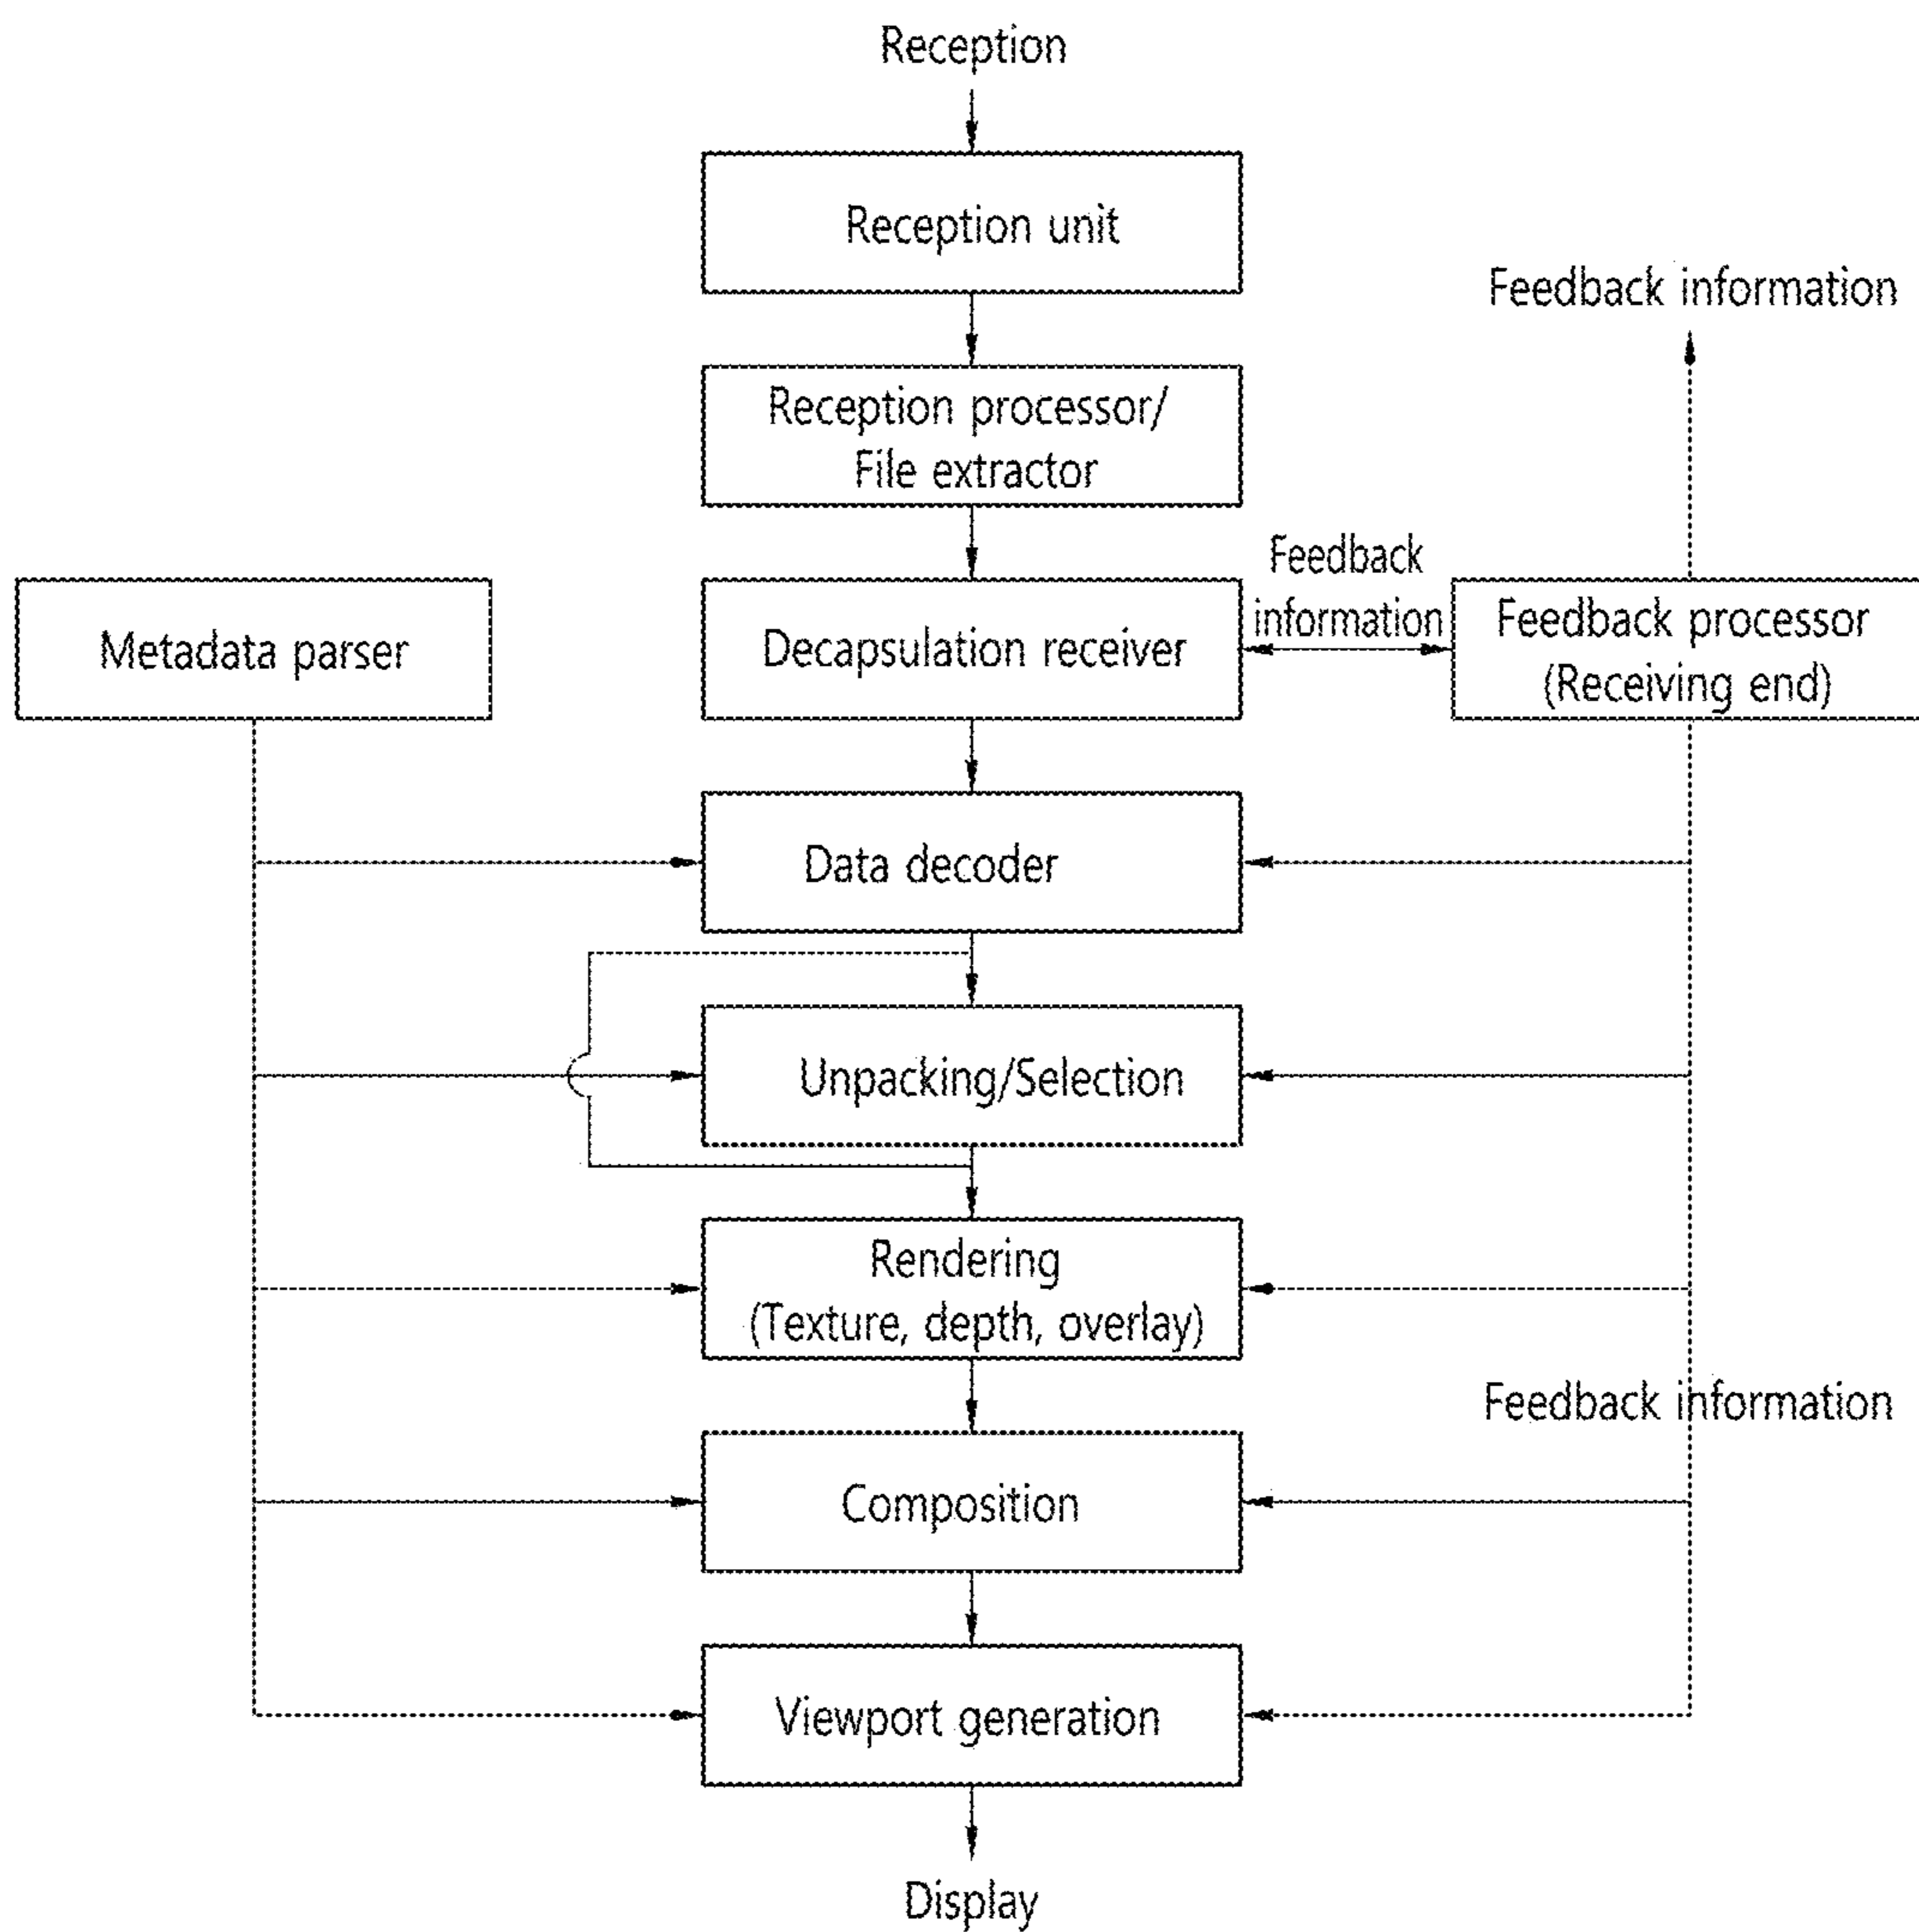 Reception
Reception unit
Feedback information
Reception processor/
File extractor
Feedback
information
Metadata parser
Decapsulation receiver
Feedback processor
(Receiving end)
Data decoder
Unpacking/Selection
Rendering
(Texture, depth, overlay)
Feedback information
Composition
Viewport generation
Display